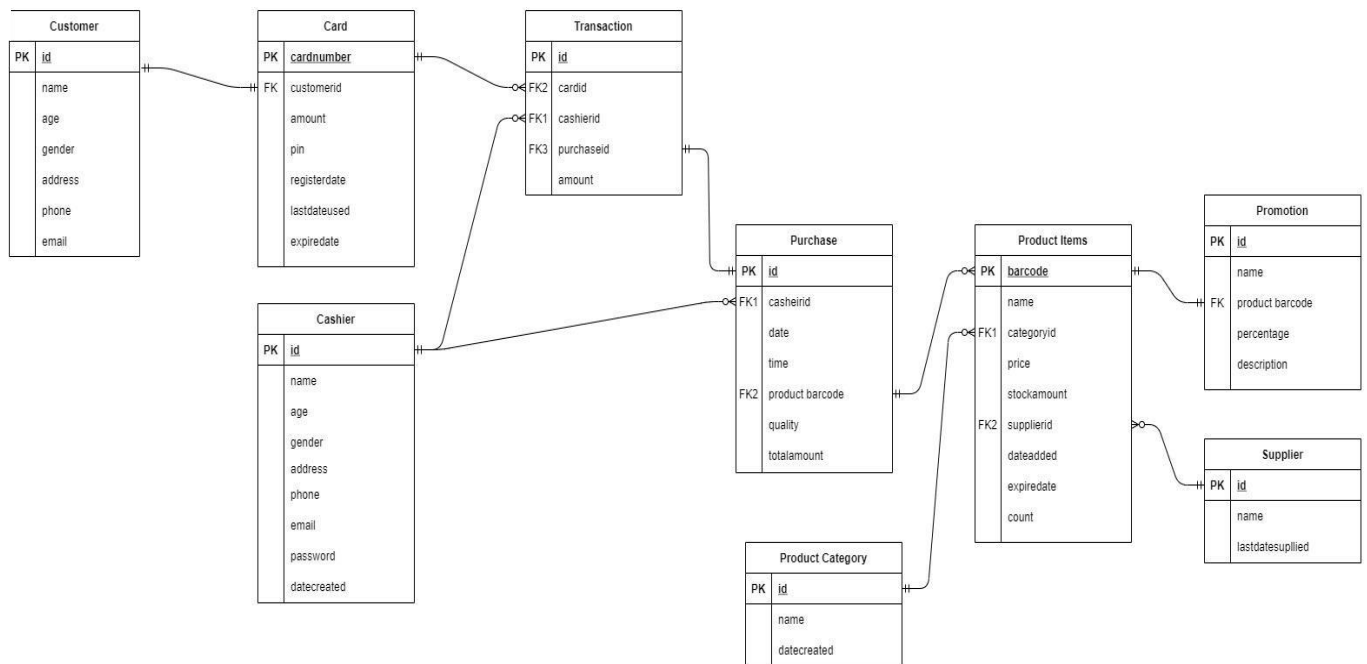 Customer
PK id
name
age
gender
address
phone
email
Card
PK cardnumber
FK customerid
amount
pin
registerdate
lastdateused
expiredate
Transaction
PK id
FK2 cardid
FK1 cashierid
FK3 purchaseid
amount
Cashier
PK id
name
age
gender
address
phone
email
password
datecreated
Purchase
PK id
FK1 casheirid
date
time
FK2 product barcode
quality
totalamount
Product Items
PK barcode
name
FK1 categoryid
price
stockamount
FK2 supplierid
dateadded
expiredate
count
Promotion
PK id
name
FK product barcode
percentage
description
Supplier
PK id
name
lastdatesupllied
Product Category
PK id
name
datecreated